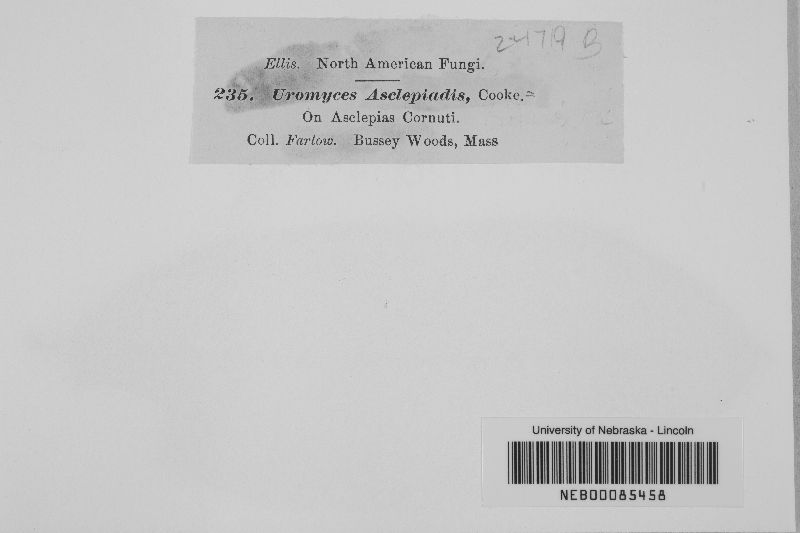 2479 B
Ellis. North American Fungi.
235. Uromyces Asclepiadis, Cooke.
On Asclepias Cornuti.
Coll. Farlow. Bussey Woods, Mass
University of Nebraska - Lincoln
NEB00085458